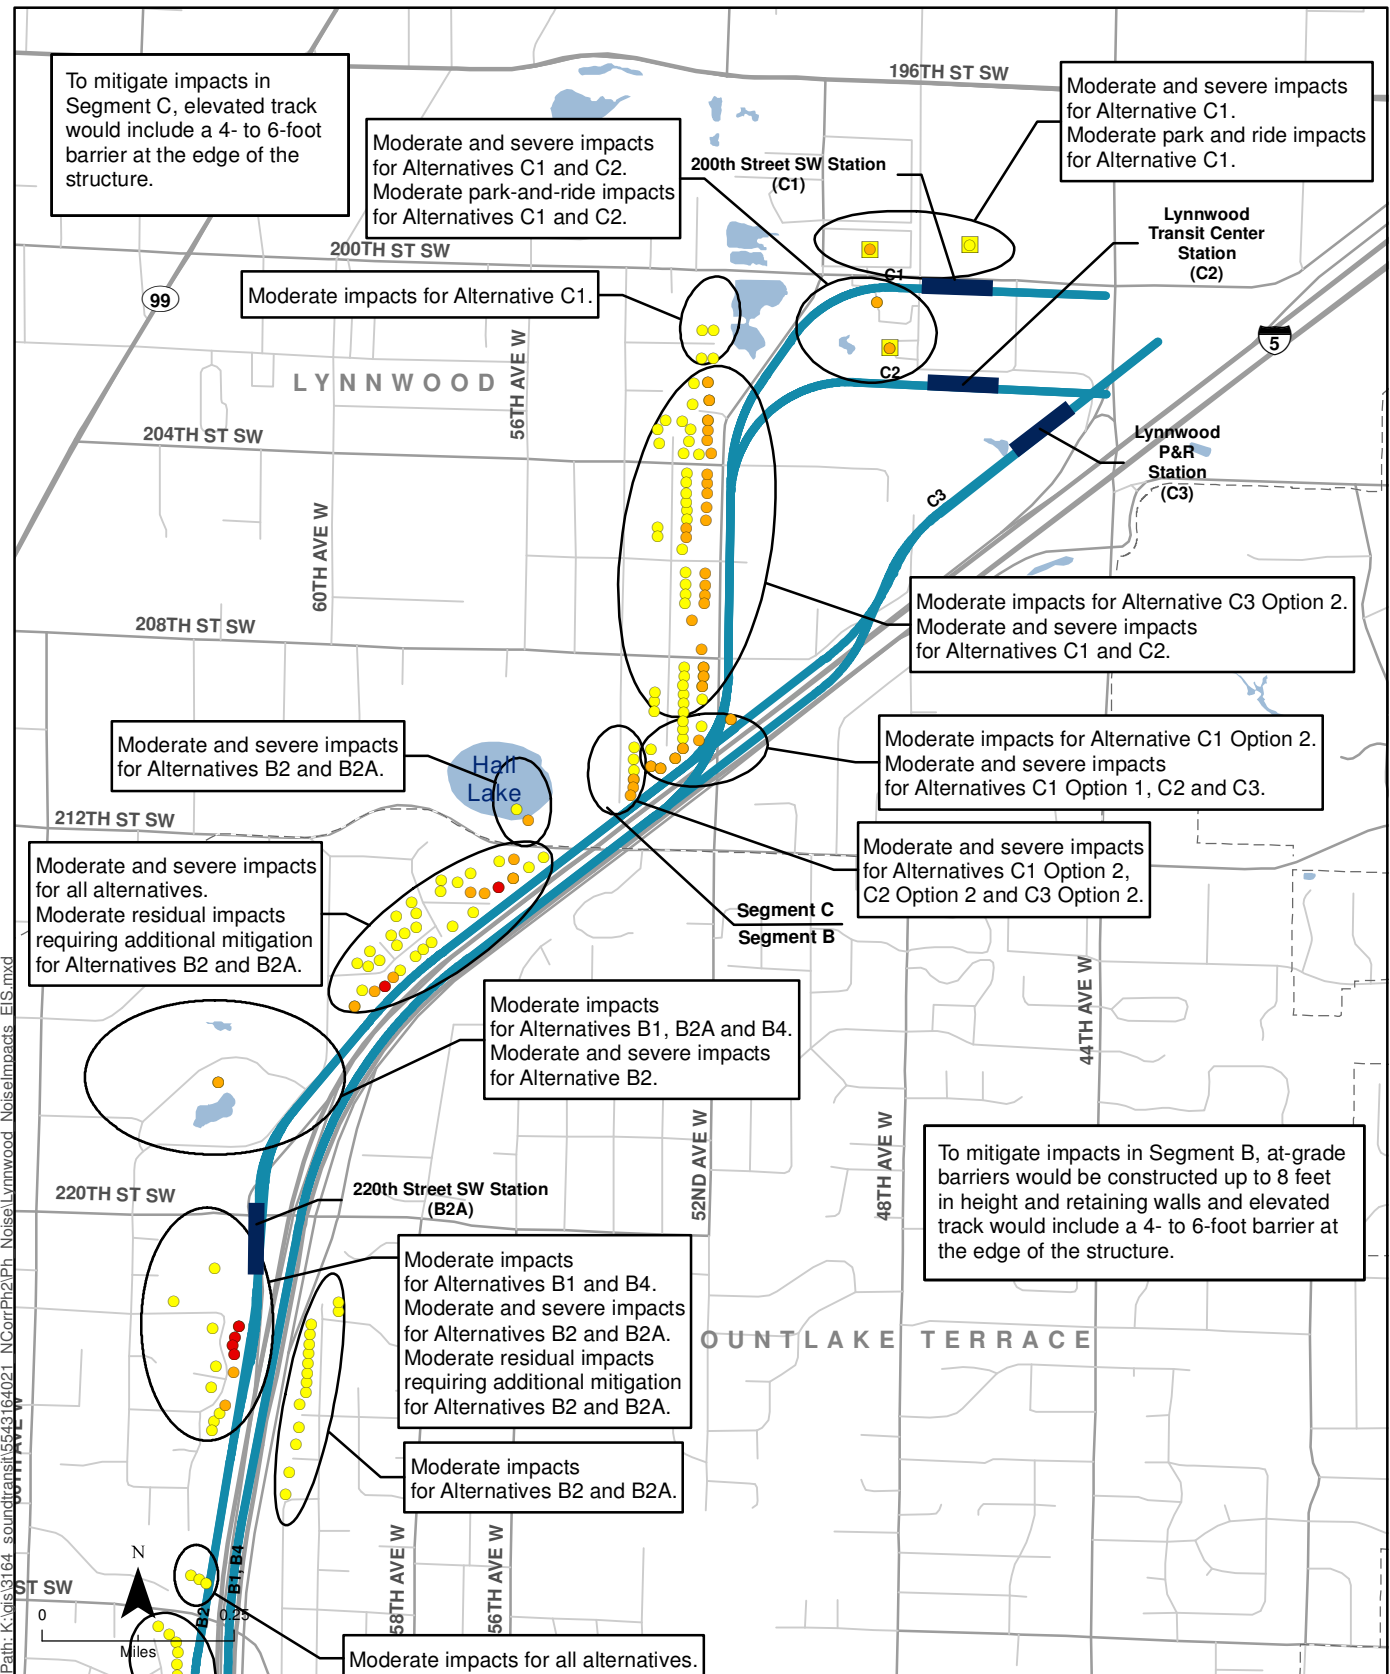 To mitigate impacts in
Segment C, elevated track
would include a 4- to 6-foot
barrier at the edge of the
structure.
196TH ST SW
Moderate and severe impacts
for Alternative C1.
Moderate park and ride impacts
for Alternative C1.
Moderate and severe impacts
for Alternatives C1 and C2.
Moderate park-and-ride impacts
for Alternatives C1 and C2.
200th Street SW Station
(C1)
Lynnwood
Transit Center
Station
(C2)
200TH ST SW
99
Moderate impacts for Alternative C1.
C1
5
56TH AVE W
LYNNWOOD
C2
204TH ST SW
Lynnwood
P&R
Station
(C3)
C3
60TH AVE W
Moderate impacts for Alternative C3 Option 2.
Moderate and severe impacts
for Alternatives C1 and C2.
208TH ST SW
Moderate and severe impacts
for Alternatives B2 and B2A.
Hall
Lake
Moderate impacts for Alternative C1 Option 2.
Moderate and severe impacts
for Alternatives C1 Option 1, C2 and C3.
212TH ST SW
Moderate and severe impacts
for Alternatives C1 Option 2,
C2 Option 2 and C3 Option 2.
Moderate and severe impacts
for all alternatives.
Moderate residual impacts
requiring additional mitigation
for Alternatives B2 and B2A.
Segment C
Segment B
44TH AVE W
Moderate impacts
for Alternatives B1, B2A and B4.
Moderate and severe impacts
for Alternative B2.
52ND AVE W
48TH AVE W
To mitigate impacts in Segment B, at-grade
barriers would be constructed up to 8 feet
in height and retaining walls and elevated
track would include a 4- to 6-foot barrier at
the edge of the structure.
220TH ST SW
220th Street SW Station
(B2A)
Moderate impacts
for Alternatives B1 and B4.
Moderate and severe impacts
for Alternatives B2 and B2A.
Moderate residual impacts
requiring additional mitigation
for Alternatives B2 and B2A.
OUNTLAKE TERRACE
Moderate impacts
for Alternatives B2 and B2A.
58TH AVE W
56TH AVE W
N
B1, B4
B2
ST SW
0
0.25
Miles
Moderate impacts for all alternatives.
Path: K:\gis\3164_soundtransit\5543164021_NCorrPh2\Ph_Noise\Lynnwood_NoiseImpacts_EIS.mxd